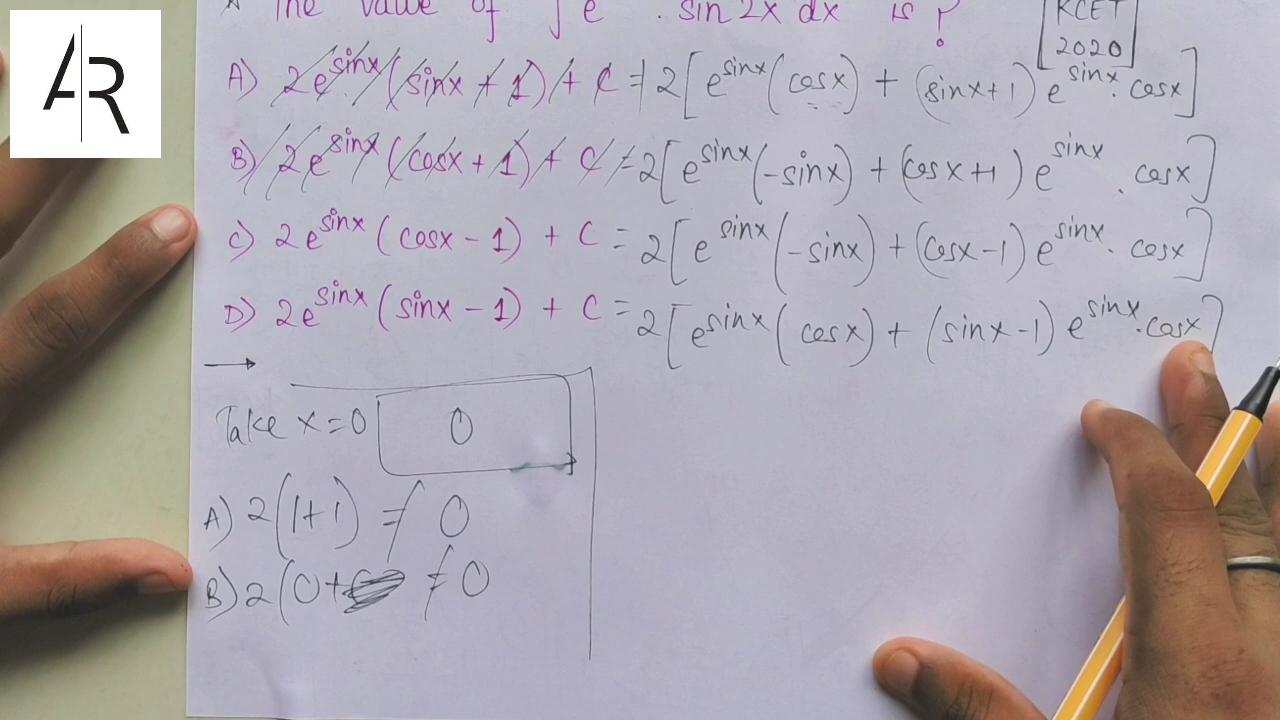 AR
* The value of ∫ e . sin 2x dx is ?
[KCET 2020]
A) 2e^sinx (sinx + 1) + C = 2[e^sinx (cosx) + (sinx+1) e^sinx . cosx]
B) 2e^sinx (cosx + 1) + C = 2[e^sinx (-sinx) + (cosx+1) e^sinx . cosx]
C) 2e^sinx (cosx - 1) + C = 2[e^sinx (-sinx) + (cosx-1) e^sinx . cosx]
D) 2e^sinx (sinx - 1) + C = 2[e^sinx (cosx) + (sinx-1) e^sinx . cosx]
→
Take x=0 0
A) 2(1+1) ≠ 0
B) 2(0+ ≠ 0